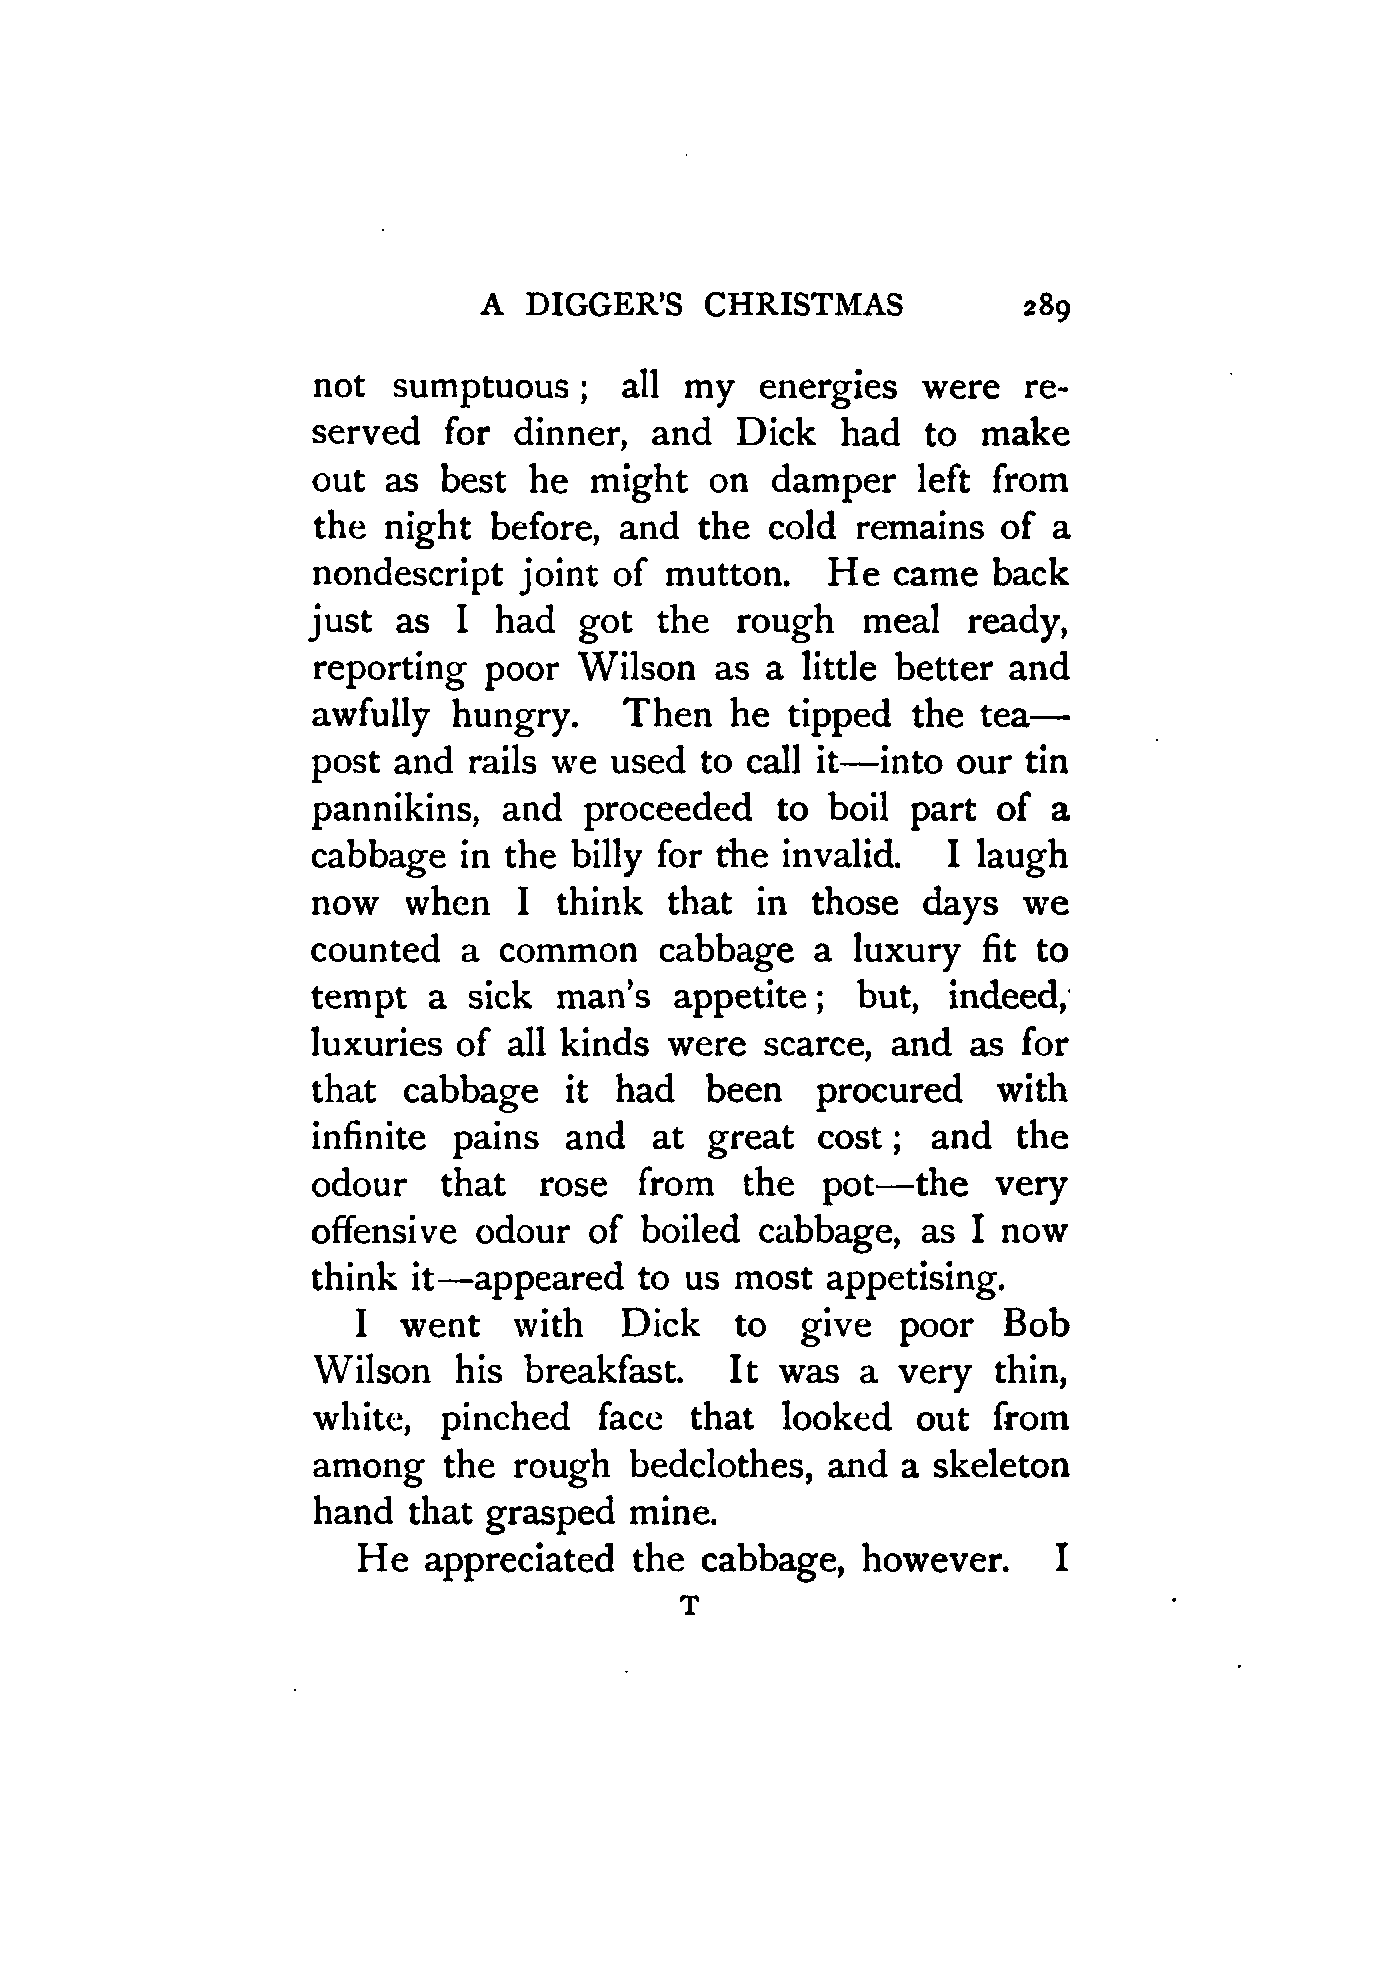 A DIGGER'S CHRISTMAS 289
not sumptuous; all my energies were re-
served for dinner, and Dick had to make
out as best he might on damper left from
the night before, and the cold remains of a
nondescript joint of mutton. He came back
just as I had got the rough meal ready,
reporting poor Wilson as a little better and
awfully hungry. Then he tipped the tea—
post and rails we used to call it—into our tin
pannikins, and proceeded to boil part of a
cabbage in the billy for the invalid. I laugh
now when I think that in those days we
counted a common cabbage a luxury fit to
tempt a sick man's appetite; but, indeed,
luxuries of all kinds were scarce, and as for
that cabbage it had been procured with
infinite pains and at great cost; and the
odour that rose from the pot—the very
offensive odour of boiled cabbage, as I now
think it—appeared to us most appetising.
I went with Dick to give poor Bob
Wilson his breakfast. It was a very thin,
white, pinched face that looked out from
among the rough bedclothes, and a skeleton
hand that grasped mine.
He appreciated the cabbage, however. I
T